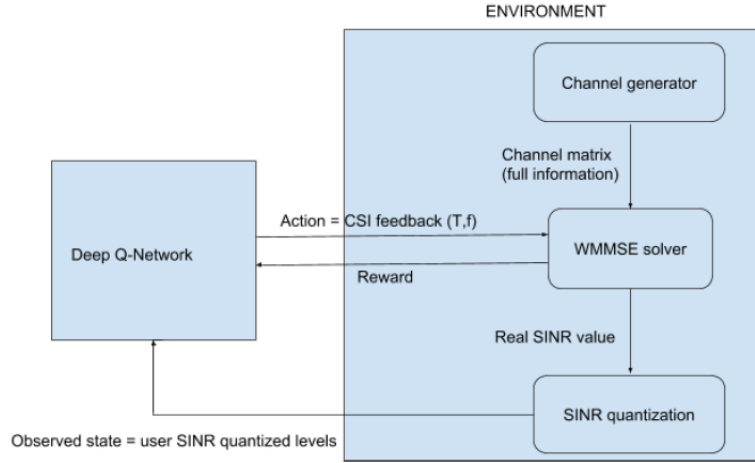 ENVIRONMENT
Channel generator
Channel matrix
(full information)
Action = CSI feedback (T,f)
Deep Q-Network
WMMSE solver
Reward
Real SINR value
SINR quantization
Observed state = user SINR quantized levels